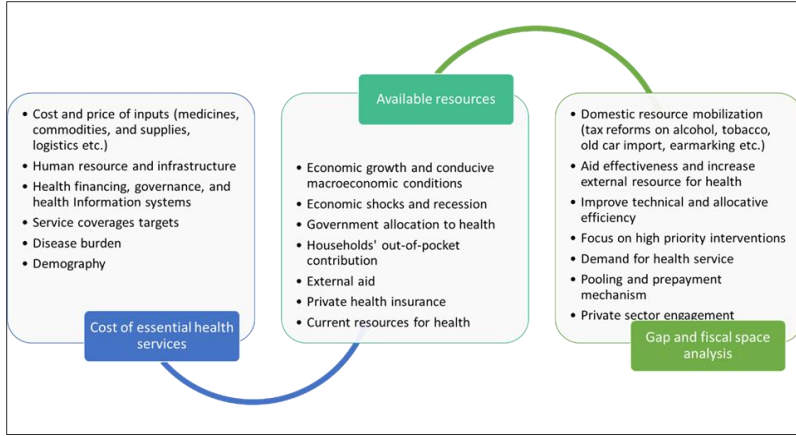 • Cost and price of inputs (medicines,
commodities, and supplies,
logistics etc.)
• Human resource and infrastructure
• Health financing, governance, and
health Information systems
• Service coverages targets
• Disease burden
• Demography
Cost of essential health
services
Available resources
• Economic growth and conducive
macroeconomic conditions
• Economic shocks and recession
• Government allocation to health
• Households' out-of-pocket
contribution
• External aid
• Private health insurance
• Current resources for health
• Domestic resource mobilization
(tax reforms on alcohol, tobacco,
old car import, earmarking etc.)
• Aid effectiveness and increase
external resource for health
• Improve technical and allocative
efficiency
• Focus on high priority interventions
• Demand for health service
• Pooling and prepayment
mechanism
• Private sector engagement
Gap and fiscal space
analysis